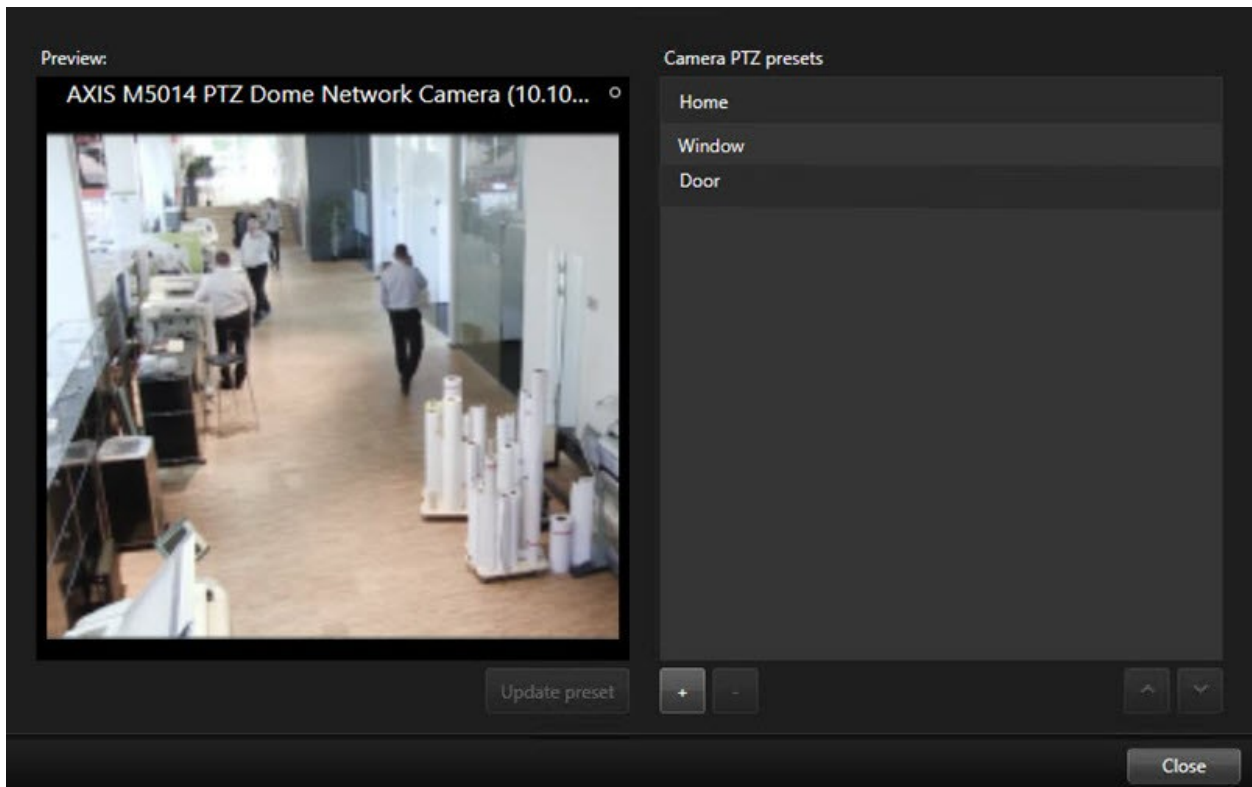 Preview:
AXIS M5014 PTZ Dome Network Camera (10.10...
Update preset
Camera PTZ presets
Home
Window
Door
+
-
Close